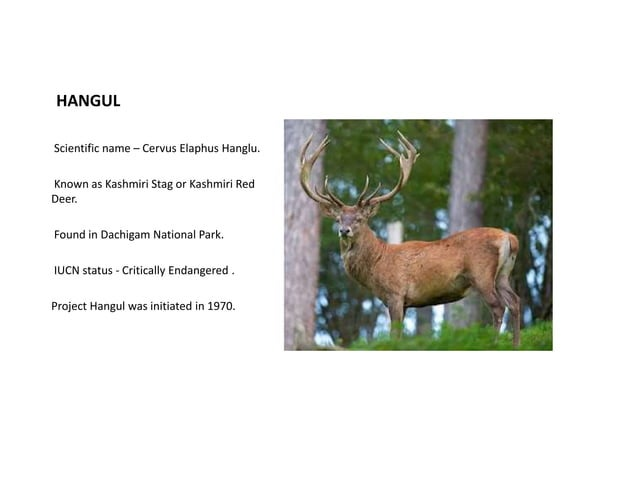 HANGUL
Scientific name – Cervus Elaphus Hanglu.
Known as Kashmiri Stag or Kashmiri Red
Deer.
Found in Dachigam National Park.
IUCN status - Critically Endangered .
Project Hangul was initiated in 1970.